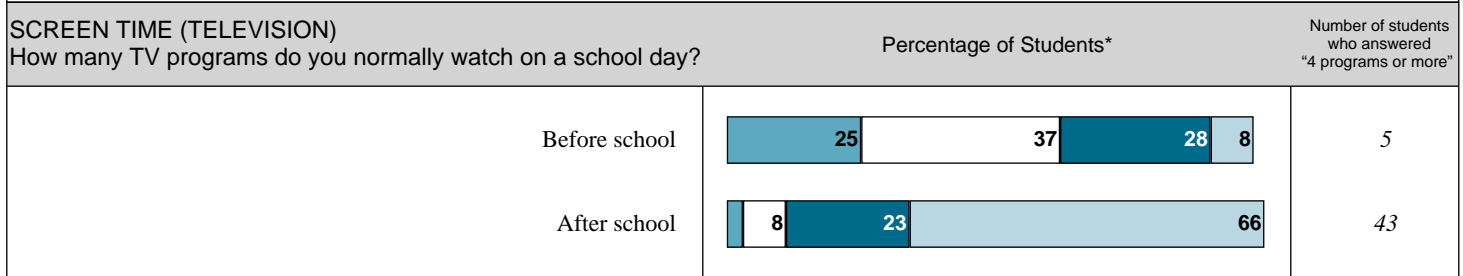 SCREEN TIME (TELEVISION)
How many TV programs do you normally watch on a school day?
Percentage of Students*
Number of students
who answered
“4 programs or more”
Before school
25 37 28 8
5
After school
8 23 66
43